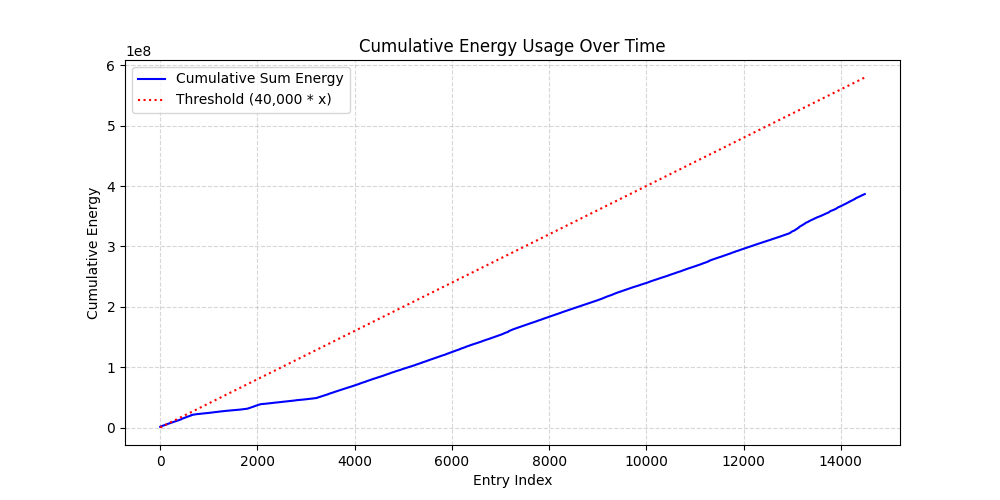 Cumulative Energy Usage Over Time
1e8
6
5
4
3
2
1
0
Cumulative Energy
Cumulative Sum Energy
Threshold (40,000 * x)
0 2000 4000 6000 8000 10000 12000 14000
Entry Index